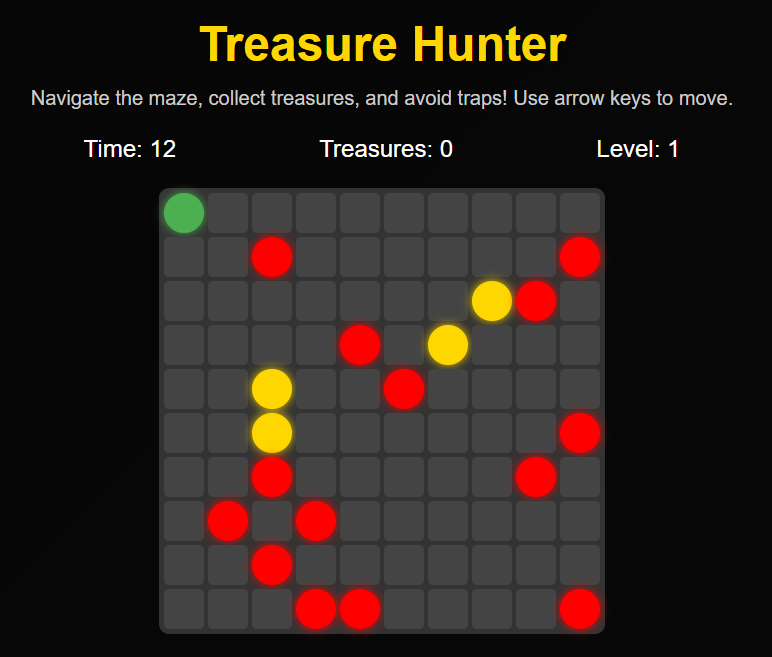 Treasure Hunter
Navigate the maze, collect treasures, and avoid traps! Use arrow keys to move.
Time: 12 Treasures: 0 Level: 1